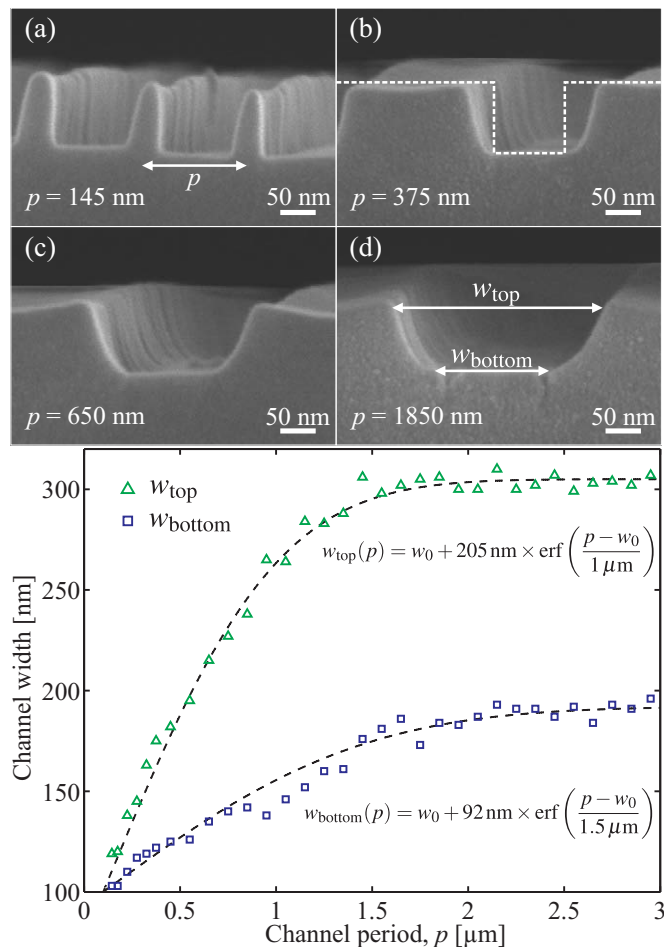 (a)
(b)
p
p = 145 nm
50 nm
p = 375 nm
50 nm
(c)
(d)
w_top
w_bottom
p = 650 nm
50 nm
p = 1850 nm
50 nm
w_top
w_bottom
w_top(p) = w_0 + 205 nm × erf((p − w_0)/(1 μm))
w_bottom(p) = w_0 + 92 nm × erf((p − w_0)/(1.5 μm))
Channel width [nm]
300
250
200
150
100
0 0.5 1 1.5 2 2.5 3
Channel period, p [μm]